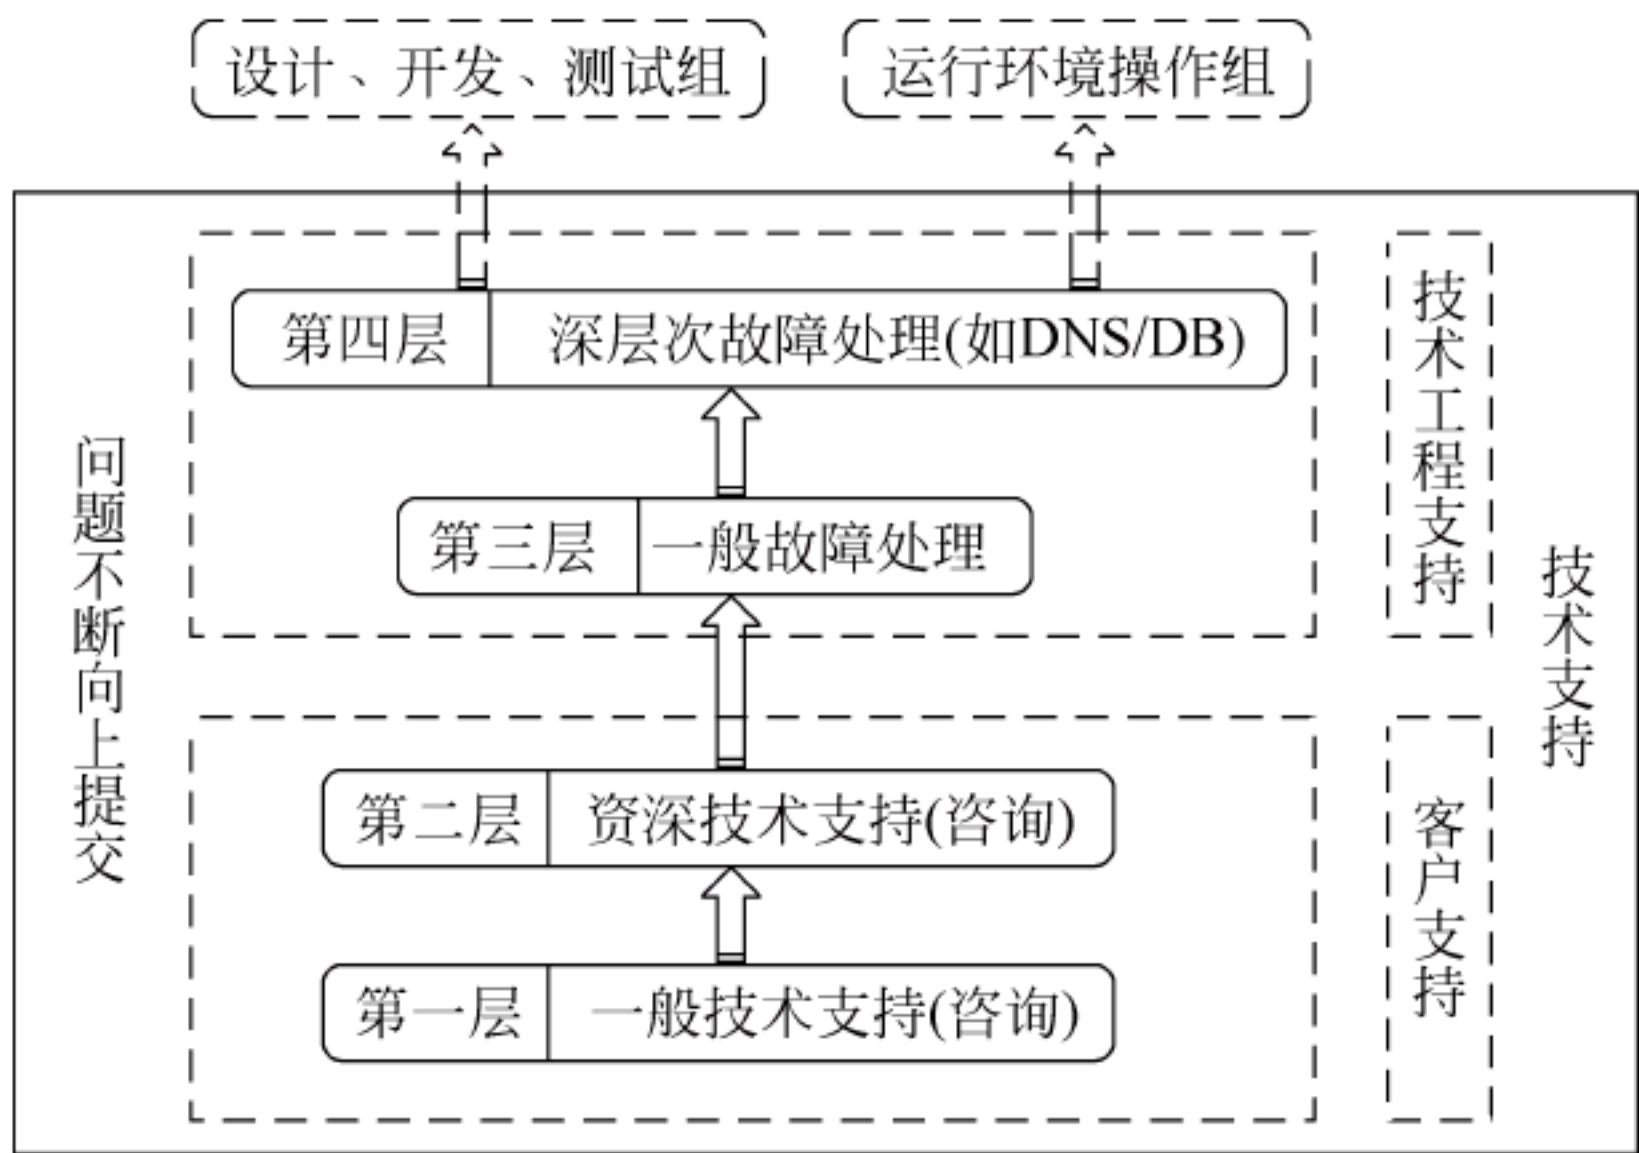 设计、开发、测试组
运行环境操作组
第四层
深层次故障处理(如DNS/DB)
第三层
一般故障处理
技术工程支持
问题不断向上提交
技术支持
第二层
资深技术支持(咨询)
第一层
一般技术支持(咨询)
客户支持